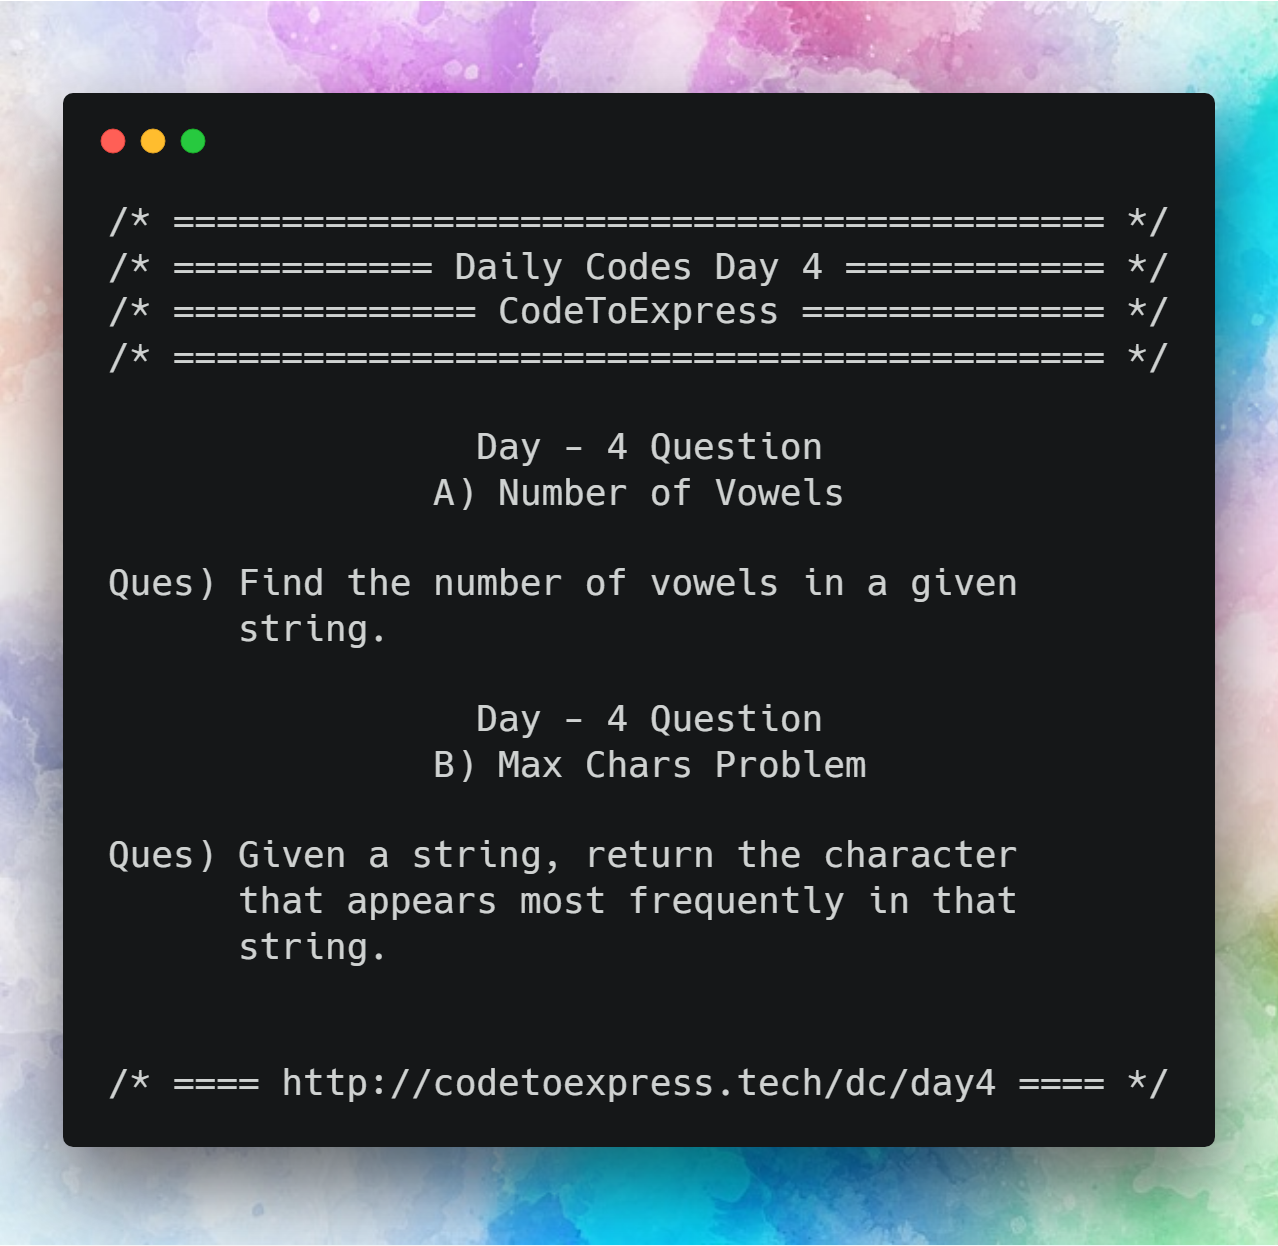 /* =========================================== */
/* ============ Daily Codes Day 4 ============ */
/* ============== CodeToExpress ============== */
/* =========================================== */
Day - 4 Question
A) Number of Vowels
Ques) Find the number of vowels in a given
string.
Day - 4 Question
B) Max Chars Problem
Ques) Given a string, return the character
that appears most frequently in that
string.
/* ==== http://codetoexpress.tech/dc/day4 ==== */